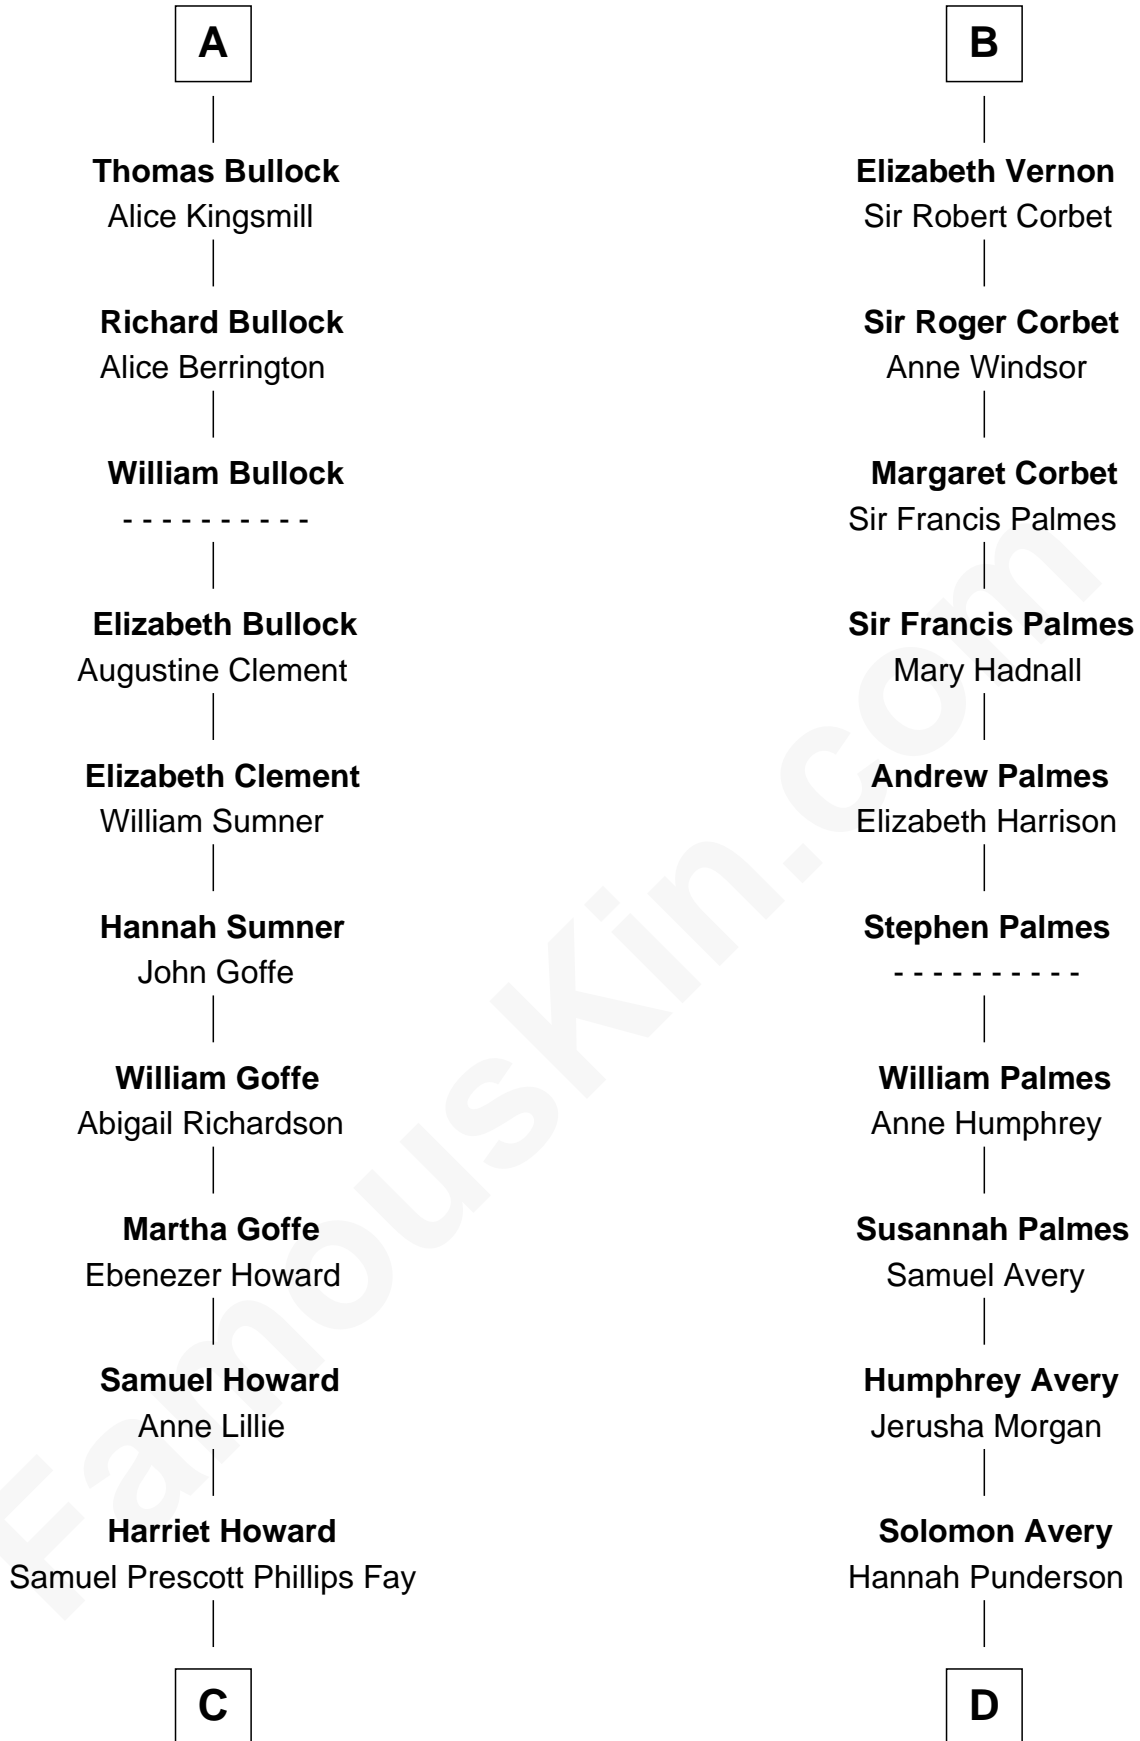 A
Thomas Bullock
Alice Kingsmill
Richard Bullock
Alice Berrington
William Bullock
- - - - - - - - - -
Elizabeth Bullock
Augustine Clement
Elizabeth Clement
William Sumner
Hannah Sumner
John Goffe
William Goffe
Abigail Richardson
Martha Goffe
Ebenezer Howard
Samuel Howard
Anne Lillie
Harriet Howard
Samuel Prescott Phillips Fay
C
B
Elizabeth Vernon
Sir Robert Corbet
Sir Roger Corbet
Anne Windsor
Margaret Corbet
Sir Francis Palmes
Sir Francis Palmes
Mary Hadnall
Andrew Palmes
Elizabeth Harrison
Stephen Palmes
- - - - - - - - - -
William Palmes
Anne Humphrey
Susannah Palmes
Samuel Avery
Humphrey Avery
Jerusha Morgan
Solomon Avery
Hannah Punderson
D
FamousKin.com